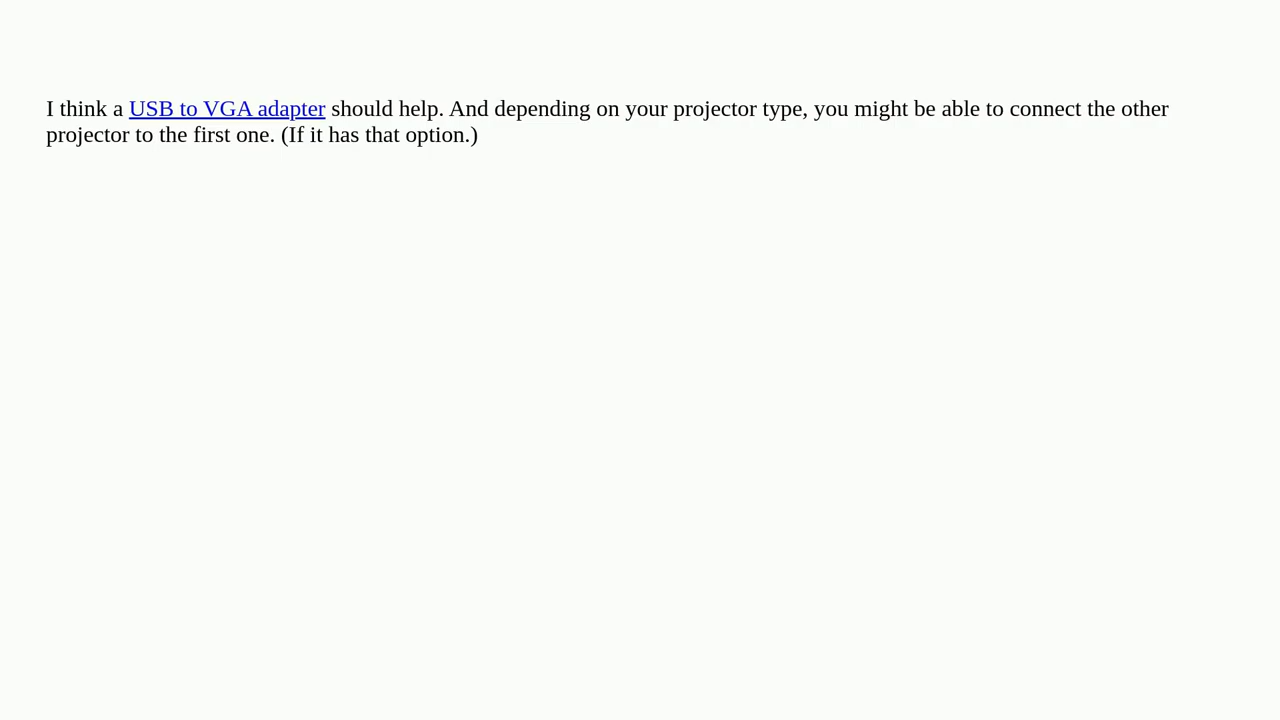 I think a USB to VGA adapter should help. And depending on your projector type, you might be able to connect the other
projector to the first one. (If it has that option.)